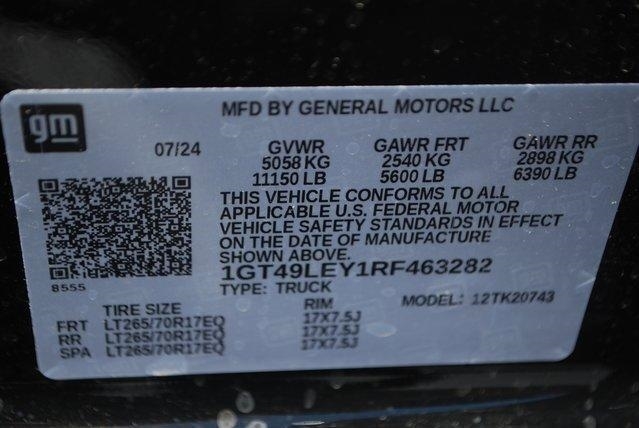 gm
MFD BY GENERAL MOTORS LLC
07/24
GVWR GAWR FRT GAWR RR
5058 KG 2540 KG 2898 KG
11150 LB 5600 LB 6390 LB
THIS VEHICLE CONFORMS TO ALL
APPLICABLE U.S. FEDERAL MOTOR
VEHICLE SAFETY STANDARDS IN EFFECT
ON THE DATE OF MANUFACTURE
SHOWN ABOVE.
8555
1GT49LEY1RF463282
TYPE: TRUCK MODEL: 12TK20743
TIRE SIZE RIM
FRT LT265/70R17EQ 17X7.5J
RR LT265/70R17EQ 17X7.5J
SPA LT265/70R17EQ 17X7.5J